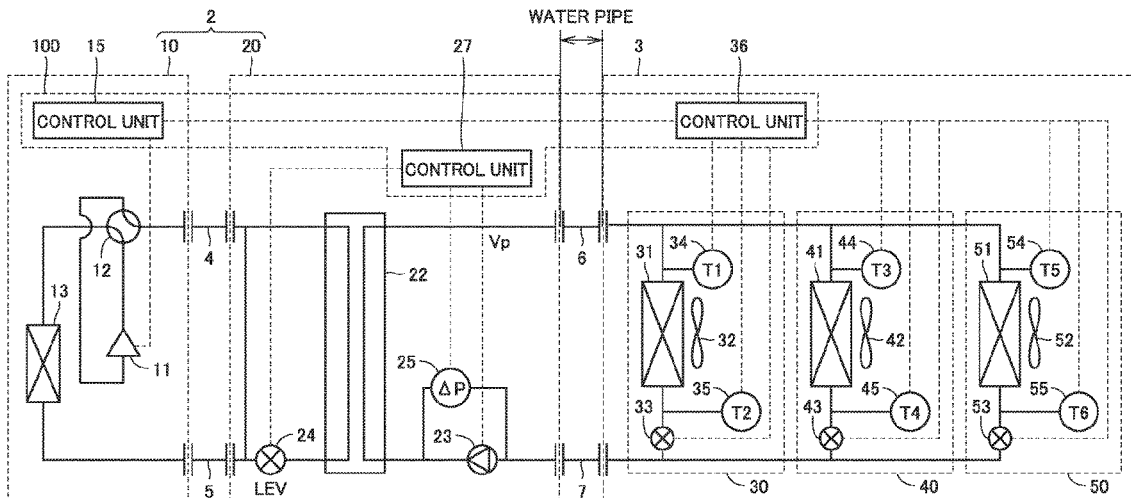 2
WATER PIPE
100 15 10 20 27 3 36
CONTROL UNIT
CONTROL UNIT
CONTROL UNIT
12 4 Vp 6 31 34 T1 41 44 T3 51 54 T5
13 22
11 32 42 52
25 ΔP 35 T2 45 T4 55 T6
24 23 33 43 53
5 LEV 7 30 40 50